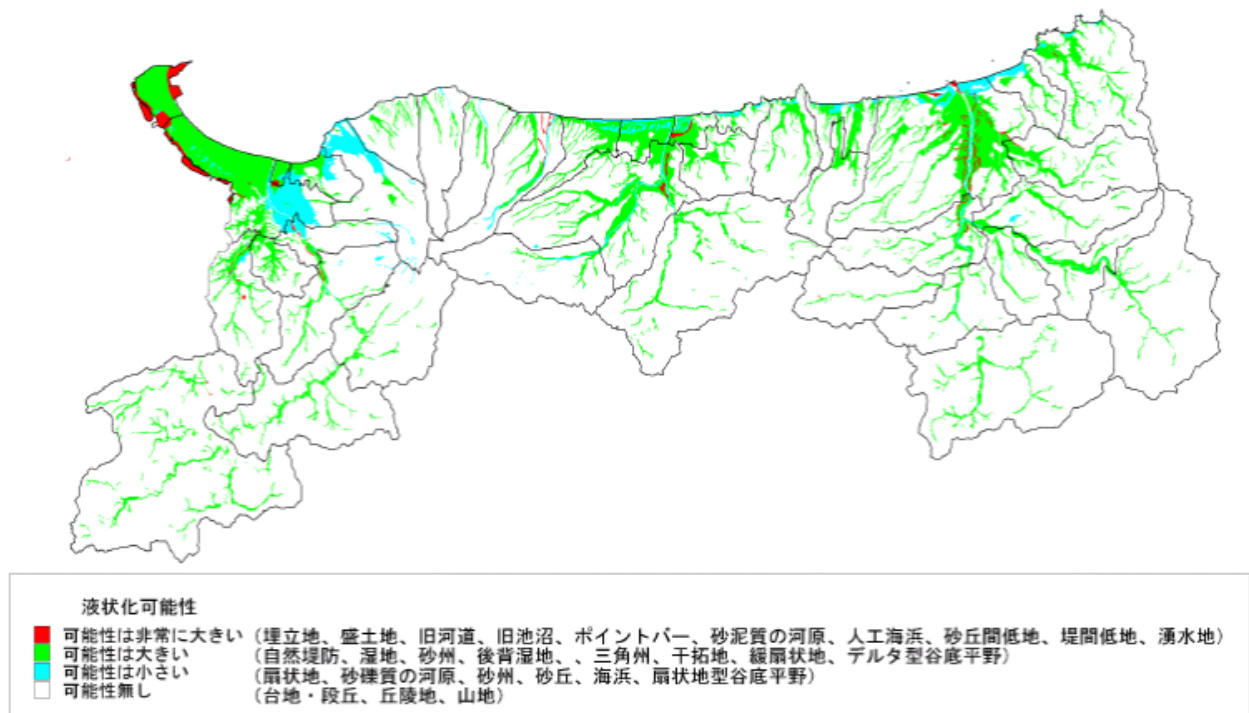 液状化可能性
可能性は非常に大きい（埋立地、盛土地、旧河道、旧池沼、ポイントバー、砂泥質の河原、人工海浜、砂丘間低地、堤間低地、湧水地）
可能性は大きい（自然堤防、湿地、砂州、後背湿地、、三角州、干拓地、緩扇状地、デルタ型谷底平野）
可能性は小さい（扇状地、砂礫質の河原、砂州、砂丘、海浜、扇状地型谷底平野）
可能性無し（台地・段丘、丘陵地、山地）